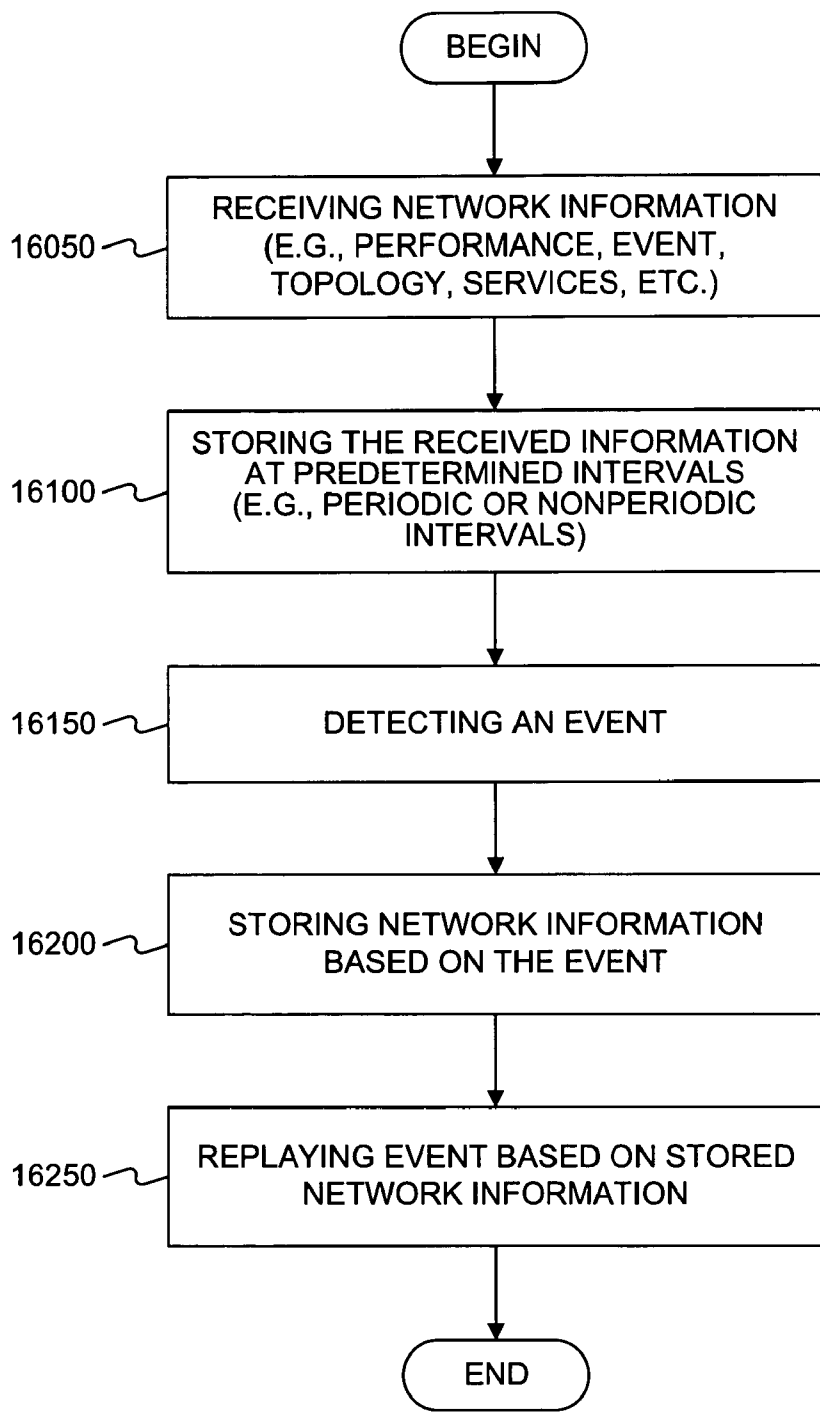 BEGIN
16050
RECEIVING NETWORK INFORMATION
(E.G., PERFORMANCE, EVENT,
TOPOLOGY, SERVICES, ETC.)
16100
STORING THE RECEIVED INFORMATION
AT PREDETERMINED INTERVALS
(E.G., PERIODIC OR NONPERIODIC
INTERVALS)
16150
DETECTING AN EVENT
16200
STORING NETWORK INFORMATION
BASED ON THE EVENT
16250
REPLAYING EVENT BASED ON STORED
NETWORK INFORMATION
END